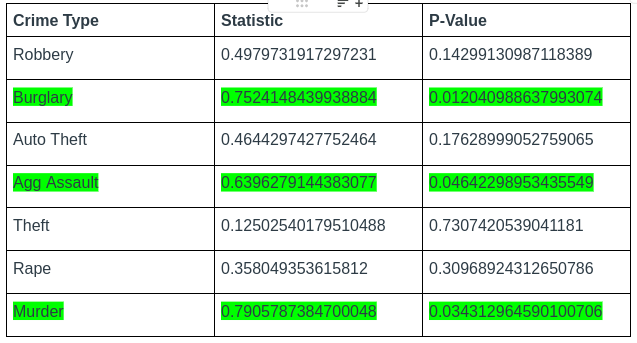 Crime Type Statistic P-Value
Robbery 0.4979731917297231 0.14299130987118389
Burglary 0.7524148439938884 0.012040988637993074
Auto Theft 0.4644297427752464 0.17628999052759065
Agg Assault 0.6396279144383077 0.04642298953435549
Theft 0.12502540179510488 0.7307420539041181
Rape 0.358049353615812 0.30968924312650786
Murder 0.7905787384700048 0.034312964590100706